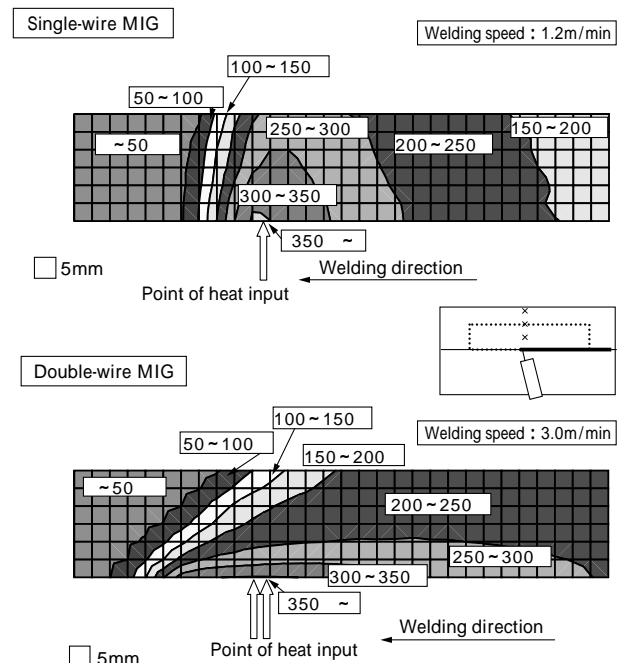 Single-wire MIG
Welding speed：1.2m/min
100～150
50～100
~50
250～300
200～250
150～200
300～350
350 ～
5mm
Welding direction
Point of heat input
Double-wire MIG
100～150
50～100
150～200
Welding speed：3.0m/min
~50
200～250
250～300
300～350
350 ～
5mm
Point of heat input
Welding direction